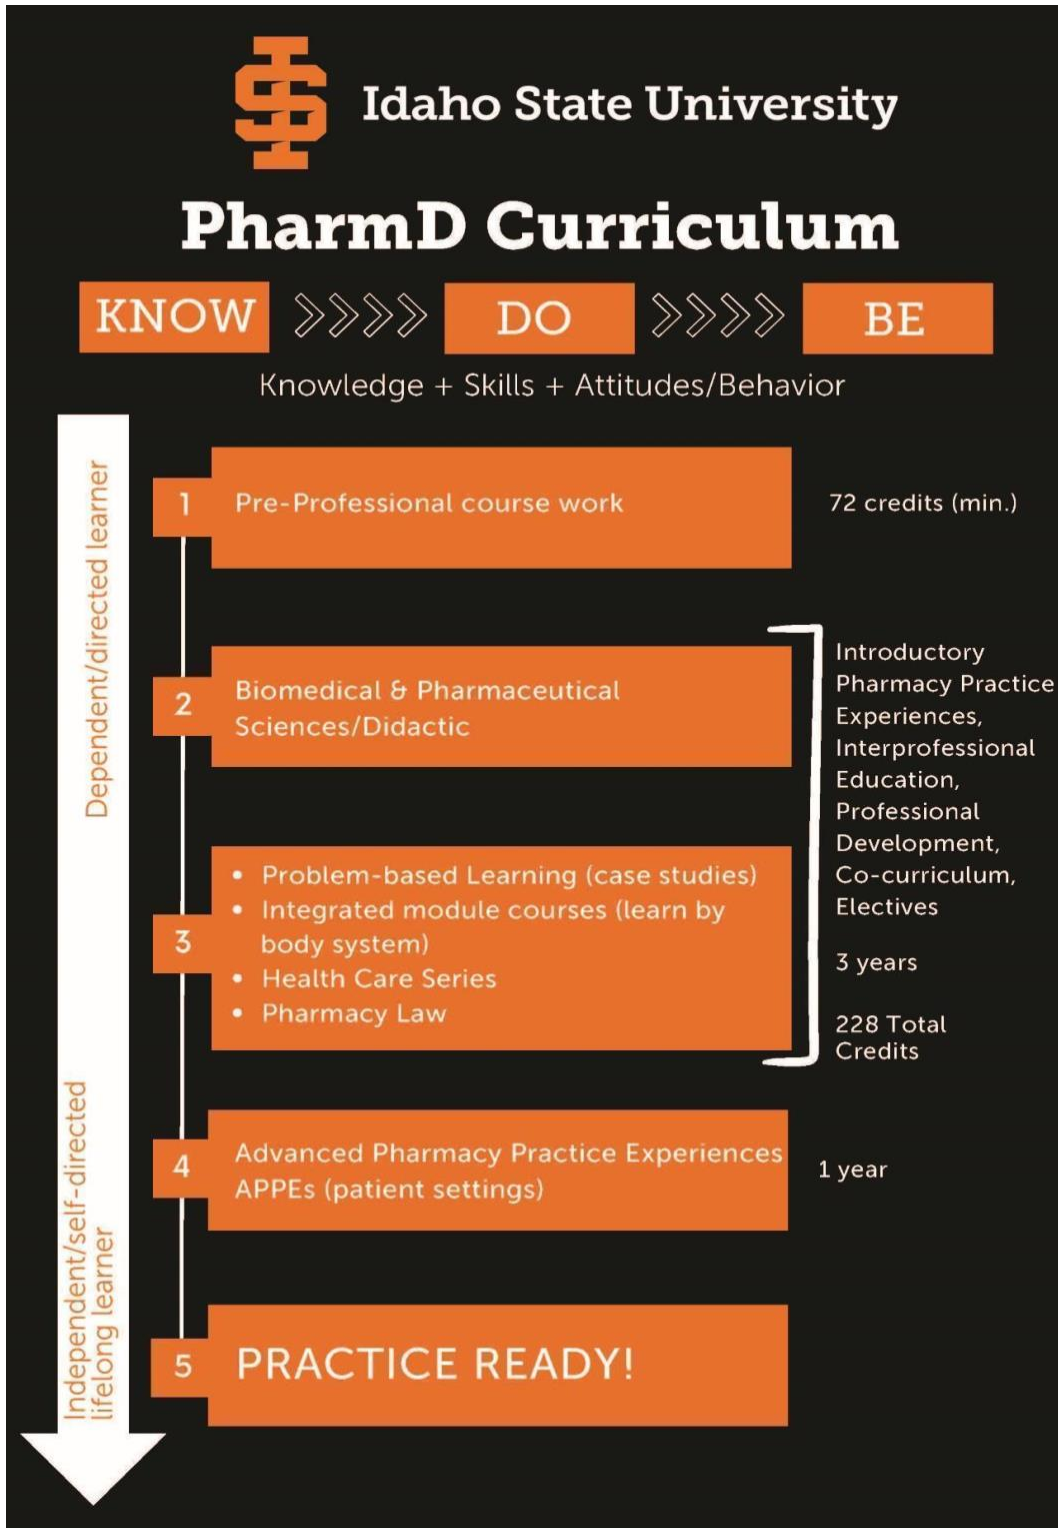 Idaho State University
PharmD Curriculum
KNOW
DO
BE
Knowledge + Skills + Attitudes/Behavior
Dependent/directed learner
Independent/self-directed
lifelong learner
1
Pre-Professional course work
72 credits (min.)
2
Biomedical & Pharmaceutical
Sciences/Didactic
3
• Problem-based Learning (case studies)
• Integrated module courses (learn by
body system)
• Health Care Series
• Pharmacy Law
Introductory
Pharmacy Practice
Experiences,
Interprofessional
Education,
Professional
Development,
Co-curriculum,
Electives
3 years
228 Total
Credits
4
Advanced Pharmacy Practice Experiences
APPEs (patient settings)
1 year
5
PRACTICE READY!